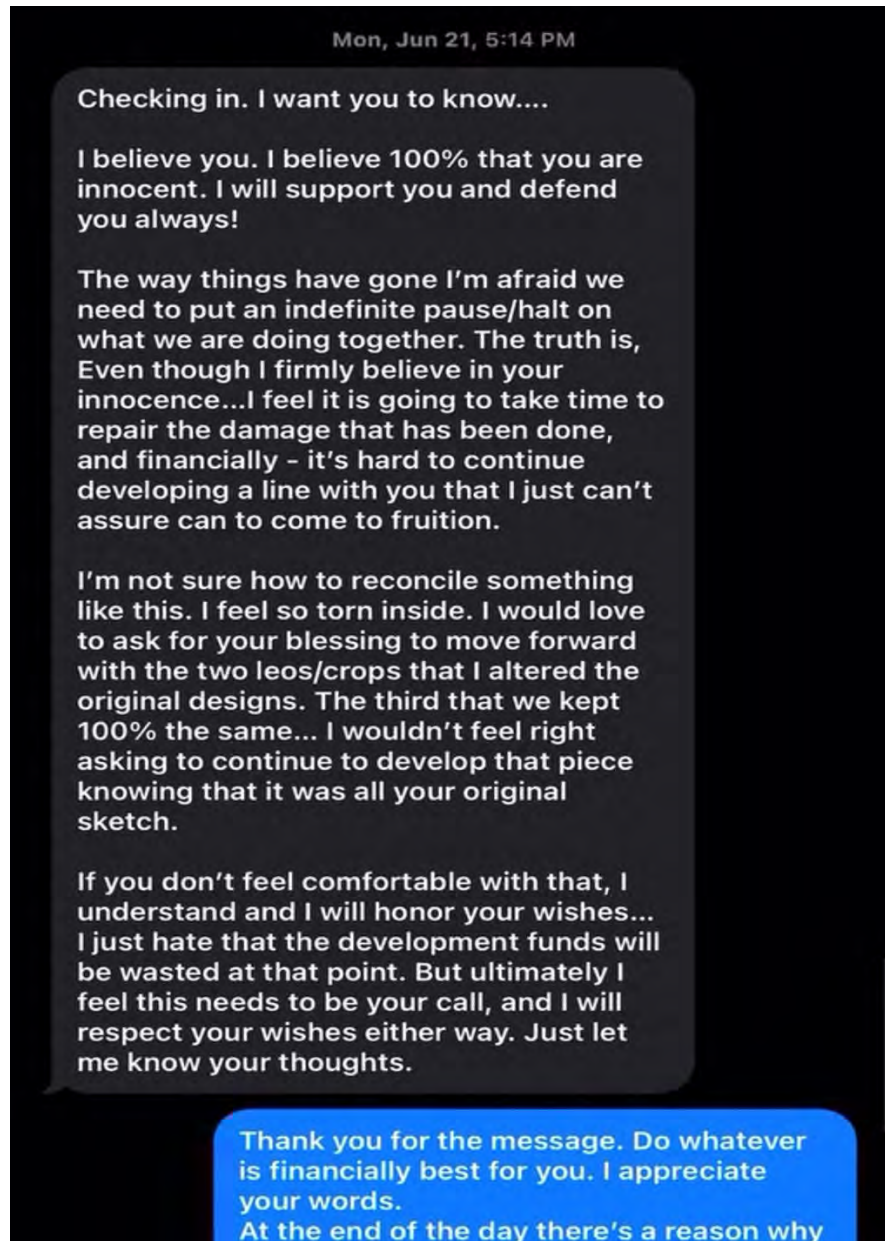 Mon, Jun 21, 5:14 PM
Checking in. I want you to know....
I believe you. I believe 100% that you are
innocent. I will support you and defend
you always!
The way things have gone I'm afraid we
need to put an indefinite pause/halt on
what we are doing together. The truth is,
Even though I firmly believe in your
innocence...I feel it is going to take time to
repair the damage that has been done,
and financially - it's hard to continue
developing a line with you that I just can't
assure can to come to fruition.
I'm not sure how to reconcile something
like this. I feel so torn inside. I would love
to ask for your blessing to move forward
with the two leos/crops that I altered the
original designs. The third that we kept
100% the same... I wouldn't feel right
asking to continue to develop that piece
knowing that it was all your original
sketch.
If you don't feel comfortable with that, I
understand and I will honor your wishes...
I just hate that the development funds will
be wasted at that point. But ultimately I
feel this needs to be your call, and I will
respect your wishes either way. Just let
me know your thoughts.
Thank you for the message. Do whatever
is financially best for you. I appreciate
your words.
At the end of the day there's a reason why